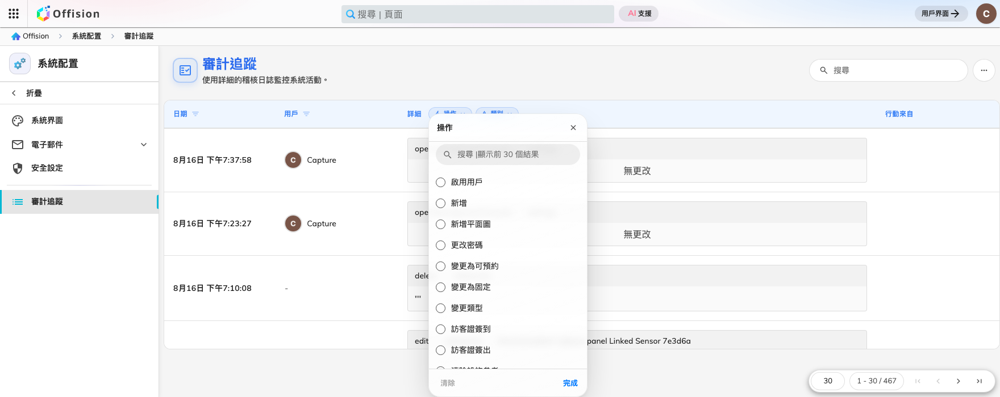 Offision
搜尋 | 頁面
AI 支援
用戶界面
C
Offision
系統配置
審計追蹤
系統配置
折疊
系統界面
電子郵件
安全設定
審計追蹤
審計追蹤
使用詳細的稽核日誌監控系統活動。
搜尋
日期
用戶
詳細
操作
類別
行動來自
8月16日 下午7:37:58
C
Capture
ope
無更改
8月16日 下午7:23:27
C
Capture
ope
無更改
8月16日 下午7:10:08
-
dele
""
edit
panel Linked Sensor 7e3d6a
操作
搜尋 |顯示前 30 個結果
啟用用戶
新增
新增平面圖
更改密碼
變更為可預約
變更為固定
變更類型
訪客證簽到
訪客證簽出
清除
完成
30
1 - 30 / 467